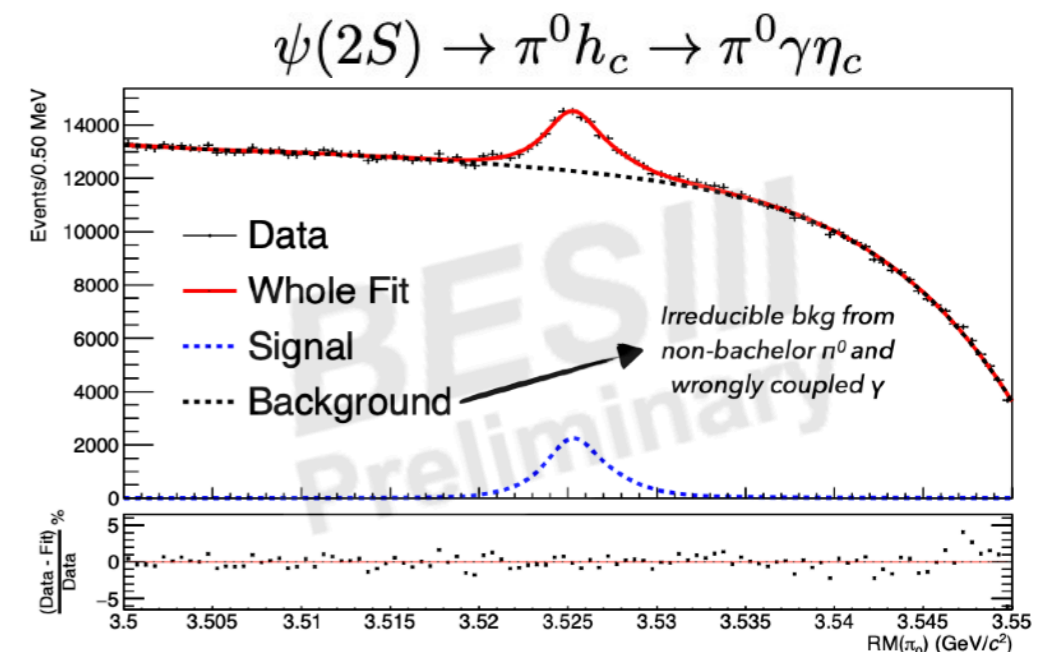 ψ(2S) → π⁰h_c → π⁰γη_c
Events/0.50 MeV
14000
12000
10000
8000
6000
4000
2000
0
Data
Whole Fit
Signal
Background
Irreducible bkg from
non-bachelor π⁰ and
wrongly coupled γ
BESIII
Preliminary
(Data - Fit) %
Data
5
0
−5
3.5 3.505 3.51 3.515 3.52 3.525 3.53 3.535 3.54 3.545 3.55
RM(π₀) (GeV/c²)